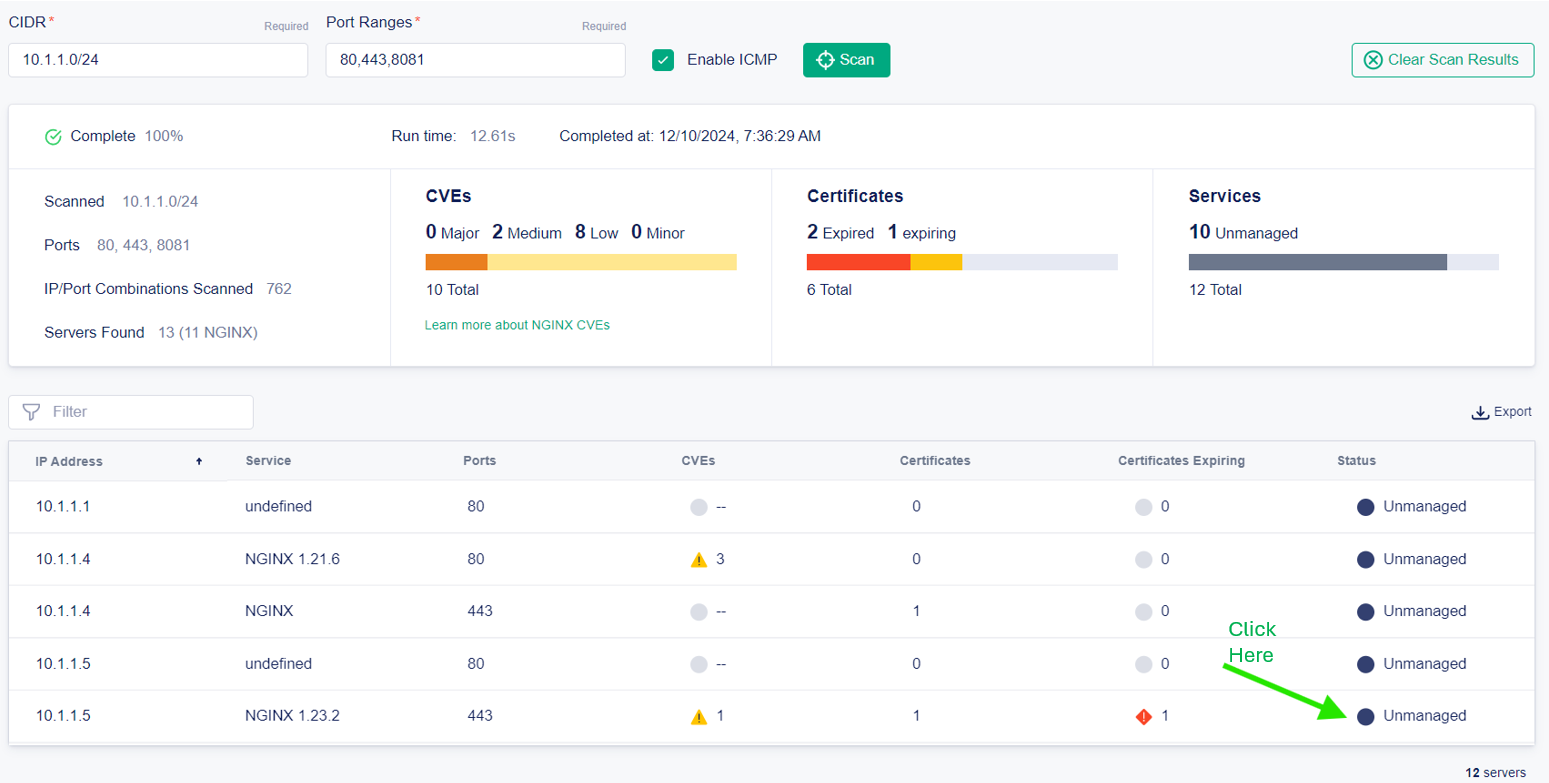 CIDR* Required Port Ranges* Required
10.1.1.0/24 80,443,8081 Enable ICMP Scan Clear Scan Results
Complete 100% Run time: 12.61s Completed at: 12/10/2024, 7:36:29 AM
Scanned 10.1.1.0/24
Ports 80, 443, 8081
IP/Port Combinations Scanned 762
Servers Found 13 (11 NGINX)
CVEs
0 Major 2 Medium 8 Low 0 Minor
10 Total
Learn more about NGINX CVEs
Certificates
2 Expired 1 expiring
6 Total
Services
10 Unmanaged
12 Total
Filter Export
IP Address Service Ports CVEs Certificates Certificates Expiring Status
10.1.1.1 undefined 80 -- 0 0 Unmanaged
10.1.1.4 NGINX 1.21.6 80 3 0 0 Unmanaged
10.1.1.4 NGINX 443 -- 1 0 Unmanaged
Click
Here
10.1.1.5 undefined 80 -- 0 0 Unmanaged
10.1.1.5 NGINX 1.23.2 443 1 1 1 Unmanaged
12 servers